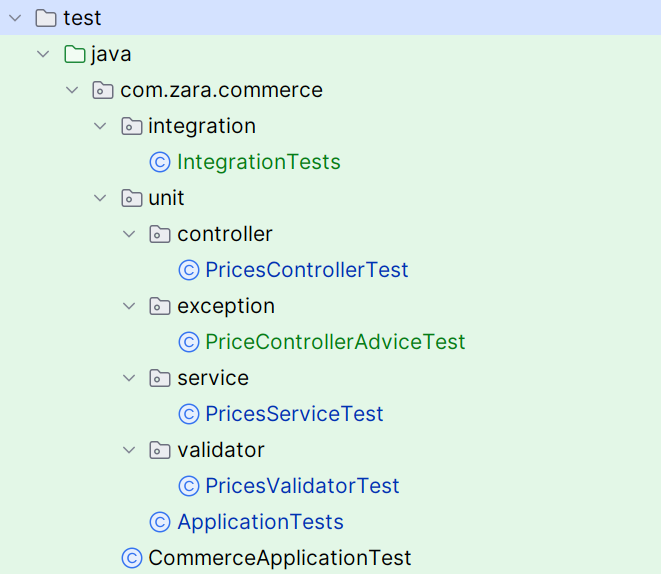 test
java
com.zara.commerce
integration
IntegrationTests
unit
controller
PricesControllerTest
exception
PriceControllerAdviceTest
service
PricesServiceTest
validator
PricesValidatorTest
ApplicationTests
CommerceApplicationTest